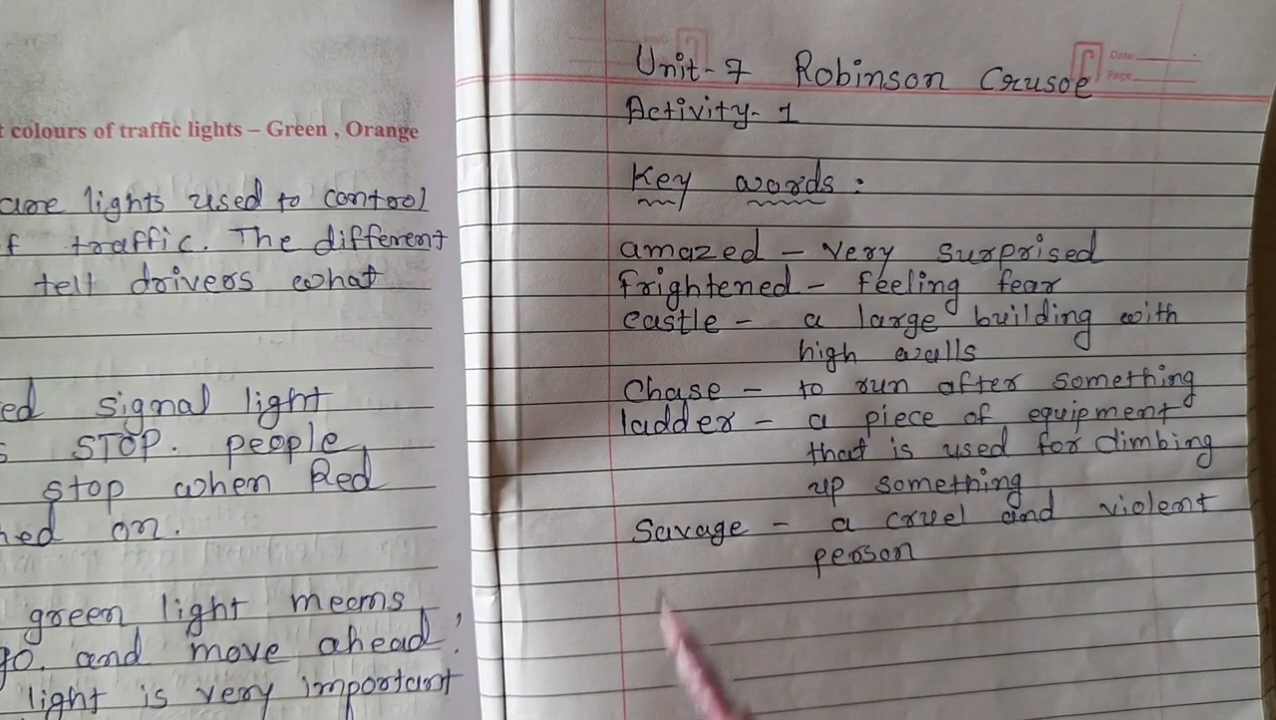 t colours of traffic lights – Green , Orange
are lights used to control
f traffic. The different
tell drivers what
ed signal light
s STOP. people
stop when Red
ned on.
green light means
go. and move ahead.
light is very important
Date
Page
Unit-7 Robinson Crusoe
Activity-1
Key words:
amazed – very surprised
frightened – feeling fear
castle – a large building with
high walls
Chase – to run after something
ladder – a piece of equipment
that is used for climbing
up something
Savage – a cruel and violent
person